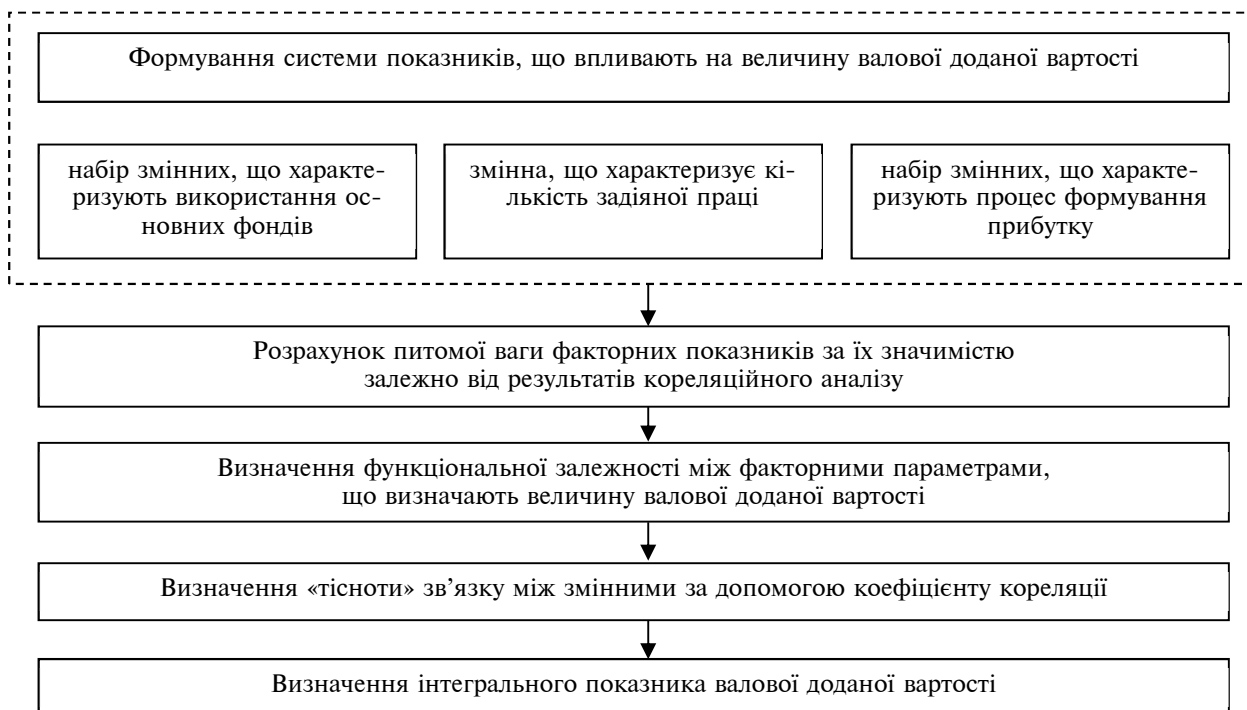 Формування системи показників, що впливають на величину валової доданої вартості
набір змінних, що характе-
ризують використання ос-
новних фондів
змінна, що характеризує кі-
лькість задіяної праці
набір змінних, що характе-
ризують процес формування
прибутку
Розрахунок питомої ваги факторних показників за їх значимістю
залежно від результатів кореляційного аналізу
Визначення функціональної залежності між факторними параметрами,
що визначають величину валової доданої вартості
Визначення «тісноти» зв’язку між змінними за допомогою коефіцієнту кореляції
Визначення інтегрального показника валової доданої вартості